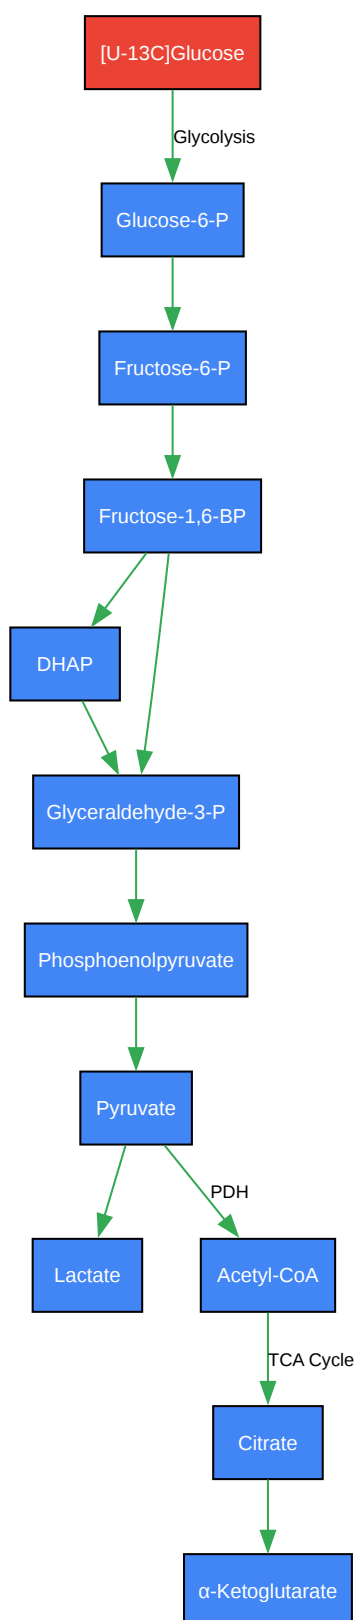 [U-13C]Glucose
Glycolysis
Glucose-6-P
Fructose-6-P
Fructose-1,6-BP
DHAP
Glyceraldehyde-3-P
Phosphoenolpyruvate
Pyruvate
PDH
Lactate
Acetyl-CoA
TCA Cycle
Citrate
α-Ketoglutarate